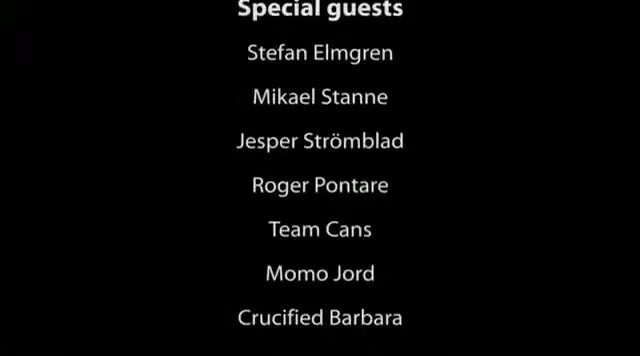 Special guests
Stefan Elmgren
Mikael Stanne
Jesper Strömblad
Roger Pontare
Team Cans
Momo Jord
Crucified Barbara